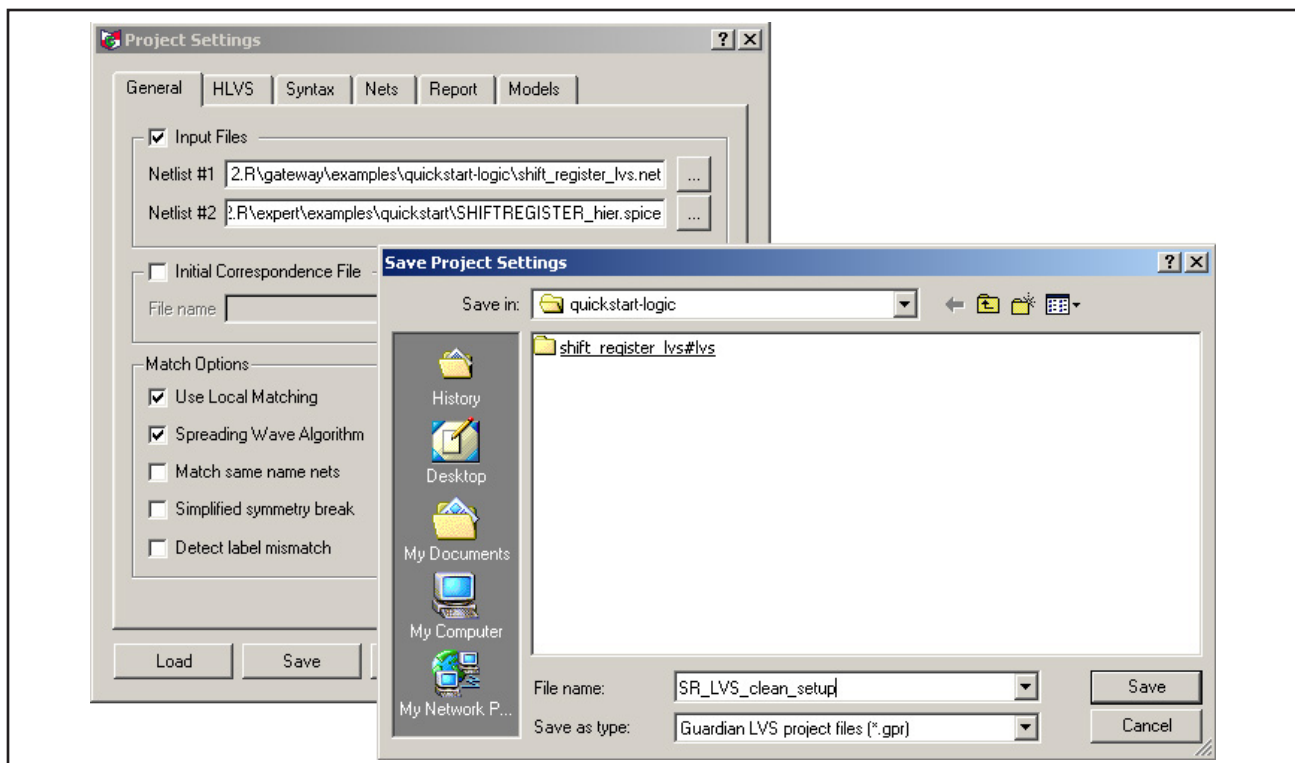 Project Settings
General HLVS Syntax Nets Report Models
Input Files
Netlist #1 2.R\gateway\examples\quickstart-logic\shift_register_lvs.net ...
Netlist #2 2.R\expert\examples\quickstart\SHIFTREGISTER_hier.spice ...
Initial Correspondence File
File name
Match Options
Use Local Matching
Spreading Wave Algorithm
Match same name nets
Simplified symmetry break
Detect label mismatch
Load Save
Save Project Settings
Save in: quickstart-logic
shift_register_lvs#lvs
History
Desktop
My Documents
My Computer
My Network P...
File name: SR_LVS_clean_setup Save
Save as type: Guardian LVS project files (*.gpr) Cancel